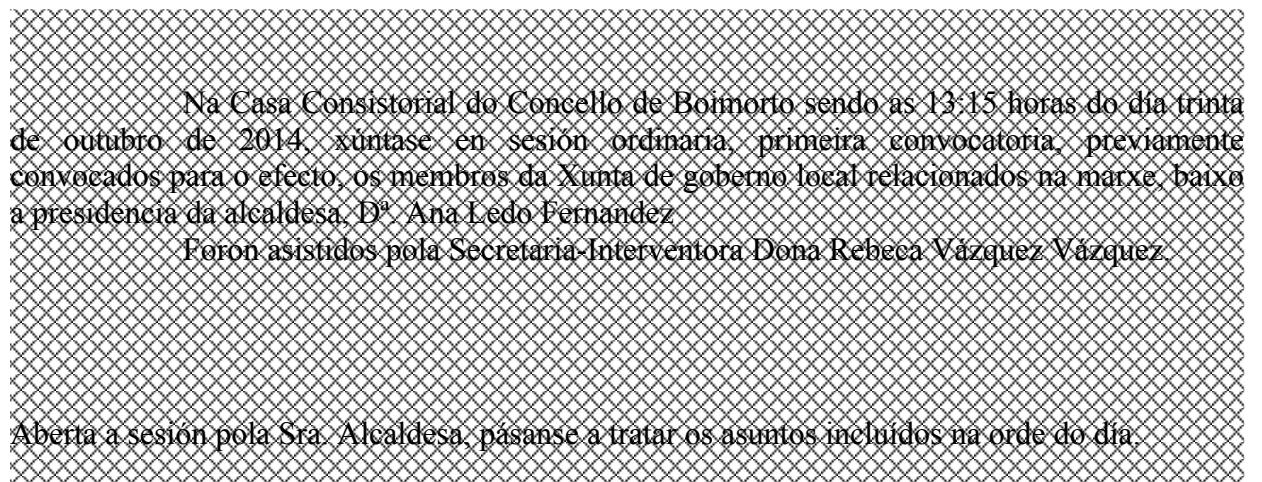 Na Casa Consistorial do Concello de Boimorto sendo as 13:15 horas do día trinta
de outubro de 2014, xúntase en sesión ordinaria, primeira convocatoria, previamente
convocados para o efecto, os membros da Xunta de goberno local relacionados na marxe, baixo
a presidencia da alcaldesa, Dª. Ana Ledo Fernandez
Foron asistidos pola Secretaria-Interventora Dona Rebeca Vázquez Vázquez.
Aberta a sesión pola Sra. Alcaldesa, pásanse a tratar os asuntos incluídos na orde do día.